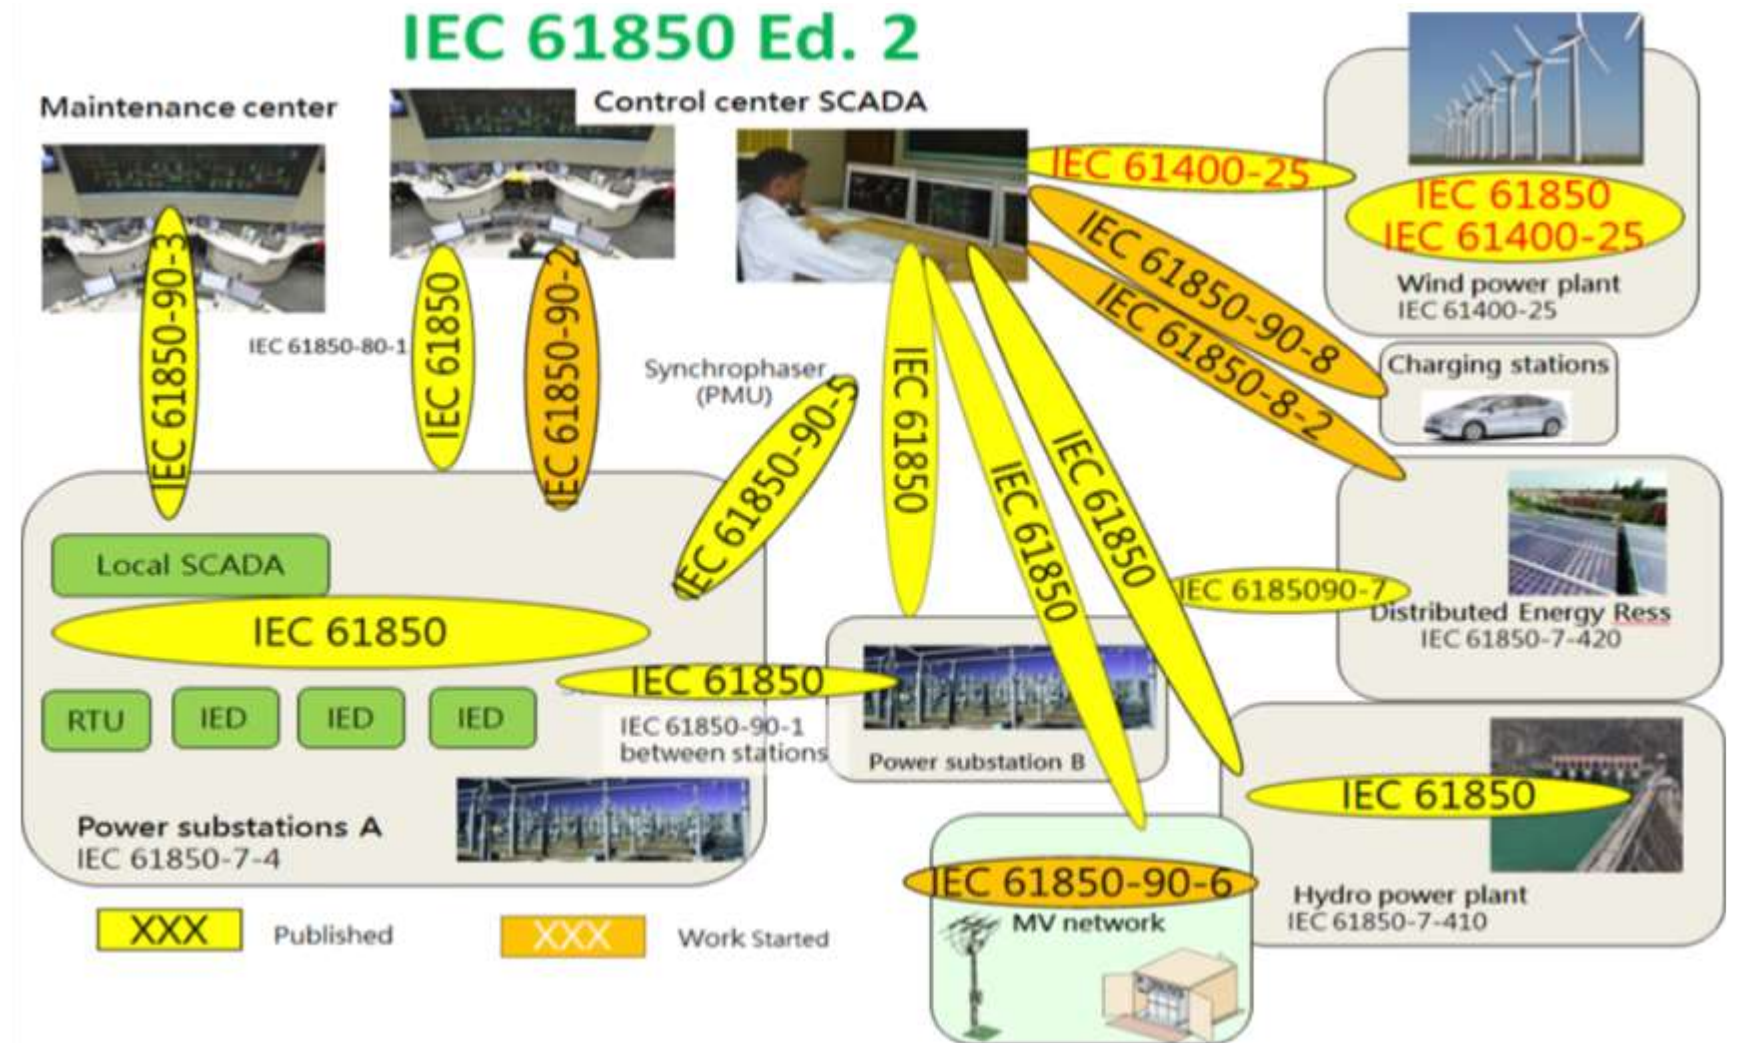 IEC 61850 Ed. 2
Maintenance center
Control center SCADA
IEC 61850-90-3
IEC 61850-80-1
IEC 61850
IEC 61850-90-2
Synchrophaser
(PMU)
IEC 61850-90-5
IEC 61850
IEC 61850
IEC 61850
IEC 61400-25
IEC 61850-90-8
IEC 61850-8-2
IEC 61850
IEC 61400-25
Wind power plant
IEC 61400-25
Charging stations
IEC 6185090-7
Distributed Energy Ress
IEC 61850-7-420
Local SCADA
IEC 61850
RTU
IED
IED
IED
IEC 61850
IEC 61850-90-1
between stations
Power substation B
Power substations A
IEC 61850-7-4
IEC 61850
Hydro power plant
IEC 61850-7-410
IEC 61850-90-6
MV network
XXX
Published
XXX
Work Started